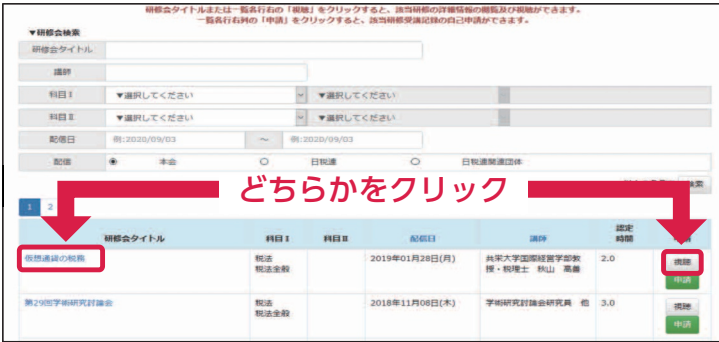 研修会タイトルまたは一覧各行右の「視聴」をクリックすると、該当研修の詳細情報の閲覧及び視聴ができます。
一覧各行右列の「申請」をクリックすると、該当研修受講記録の自己申請ができます。
▼研修会検索
研修会タイトル
講師
科目Ⅰ ▼選択してください ▼選択してください
科目Ⅱ ▼選択してください ▼選択してください
配信日 例:2020/09/03 ～ 例:2020/09/03
配信 本会 日税連 日税連関連団体
検索
どちらかをクリック
1 2
研修会タイトル 科目Ⅰ 科目Ⅱ 配信日 講師 認定時間
仮想通貨の税務 税法 税法全般 2019年01月28日(月) 共栄大学国際経営学部教授・税理士 秋山 高善 2.0 視聴 申請
第29回学術研究討論会 税法 税法全般 2018年11月08日(木) 学術研究討論会研究員 他 3.0 視聴 申請